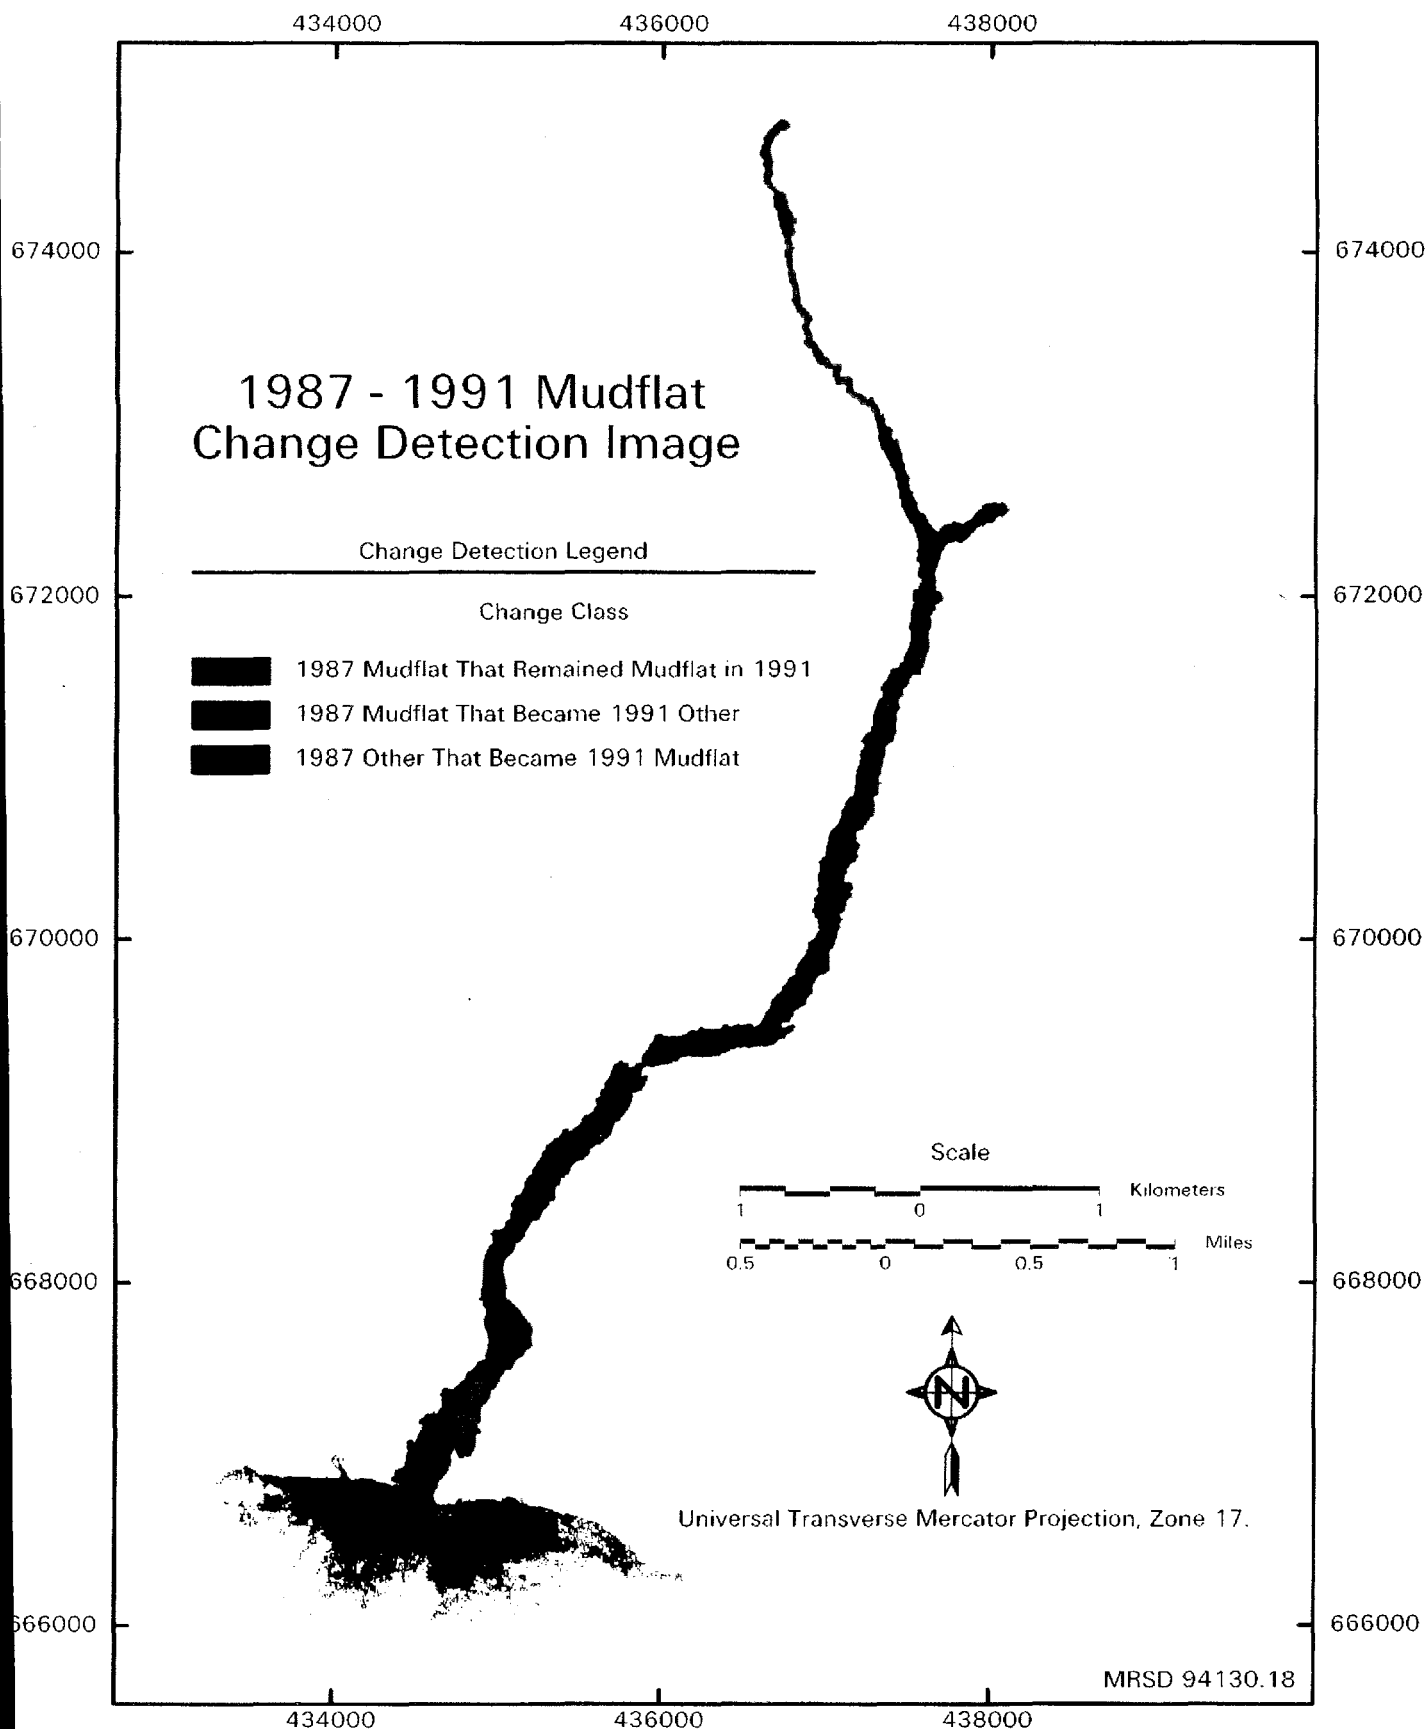 434000 436000 438000
674000 674000
1987 - 1991 Mudflat
Change Detection Image
Change Detection Legend
672000 672000
Change Class
1987 Mudflat That Remained Mudflat in 1991
1987 Mudflat That Became 1991 Other
1987 Other That Became 1991 Mudflat
670000 670000
Scale
Kilometers
1 0 1
Miles
0.5 0 0.5 1
668000 668000
N
Universal Transverse Mercator Projection, Zone 17.
666000 666000
MRSD 94130.18
434000 436000 438000